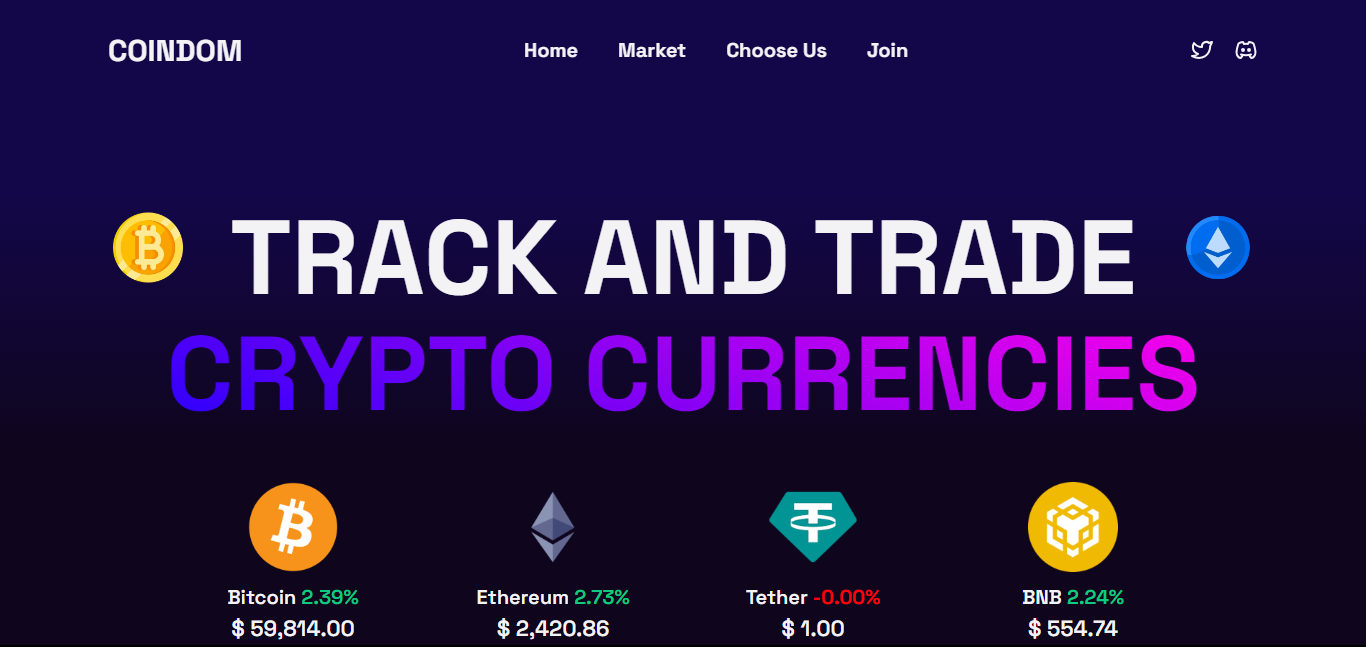 COINDOM
Home Market Choose Us Join
TRACK AND TRADE
CRYPTO CURRENCIES
Bitcoin 2.39% Ethereum 2.73% Tether -0.00% BNB 2.24%
$ 59,814.00 $ 2,420.86 $ 1.00 $ 554.74